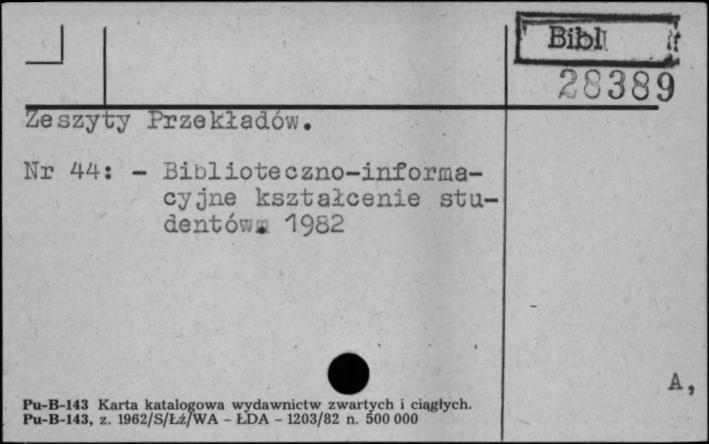 Bibl
28389
Zeszyty Przekładów.
Nr 44: - Biblioteczno-informa-
cyjne kształcenie stu-
dentów. 1982
A,
Pu-B-143 Karta katalogowa wydawnictw zwartych i ciągłych.
Pu-B-143, z. 1962/S/Łź/WA - ŁDA - 1203/82 n. 500 000